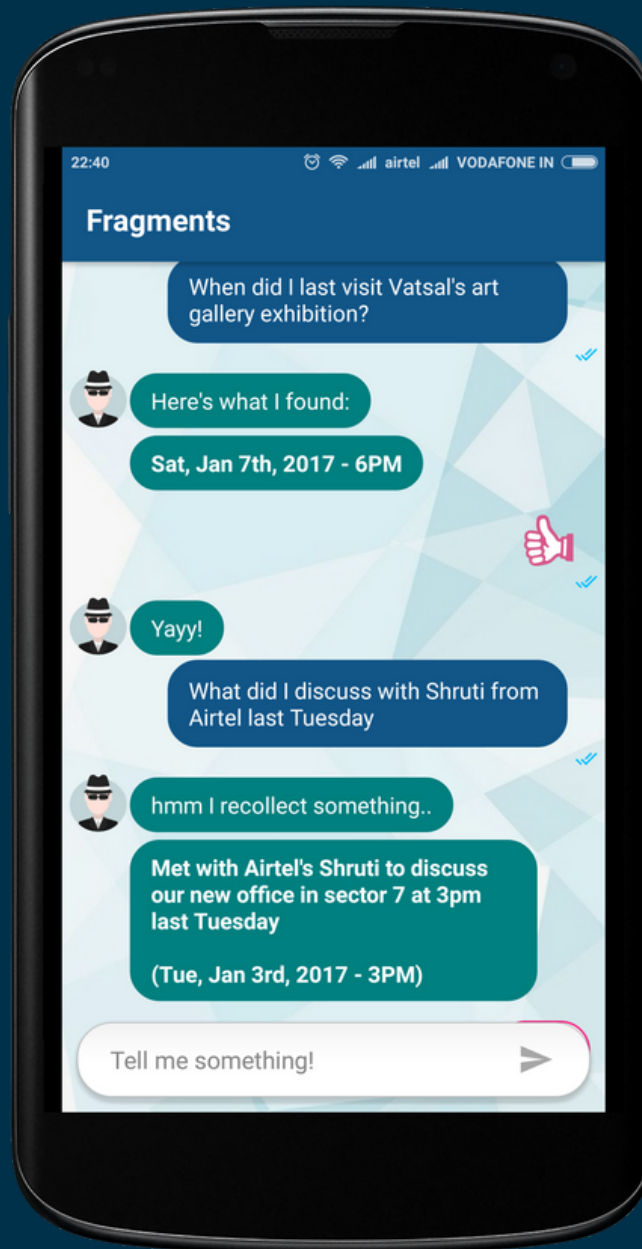 22:40 airtel VODAFONE IN
Fragments
When did I last visit Vatsal's art
gallery exhibition?
Here's what I found:
Sat, Jan 7th, 2017 - 6PM
Yayy!
What did I discuss with Shruti from
Airtel last Tuesday
hmm I recollect something..
Met with Airtel's Shruti to discuss
our new office in sector 7 at 3pm
last Tuesday
(Tue, Jan 3rd, 2017 - 3PM)
Tell me something!